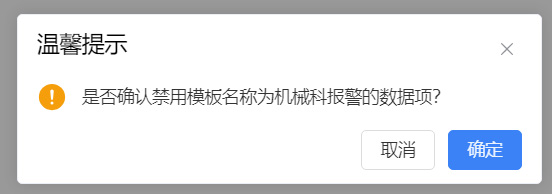 温馨提示
是否确认禁用模板名称为机械科报警的数据项？
取消
确定